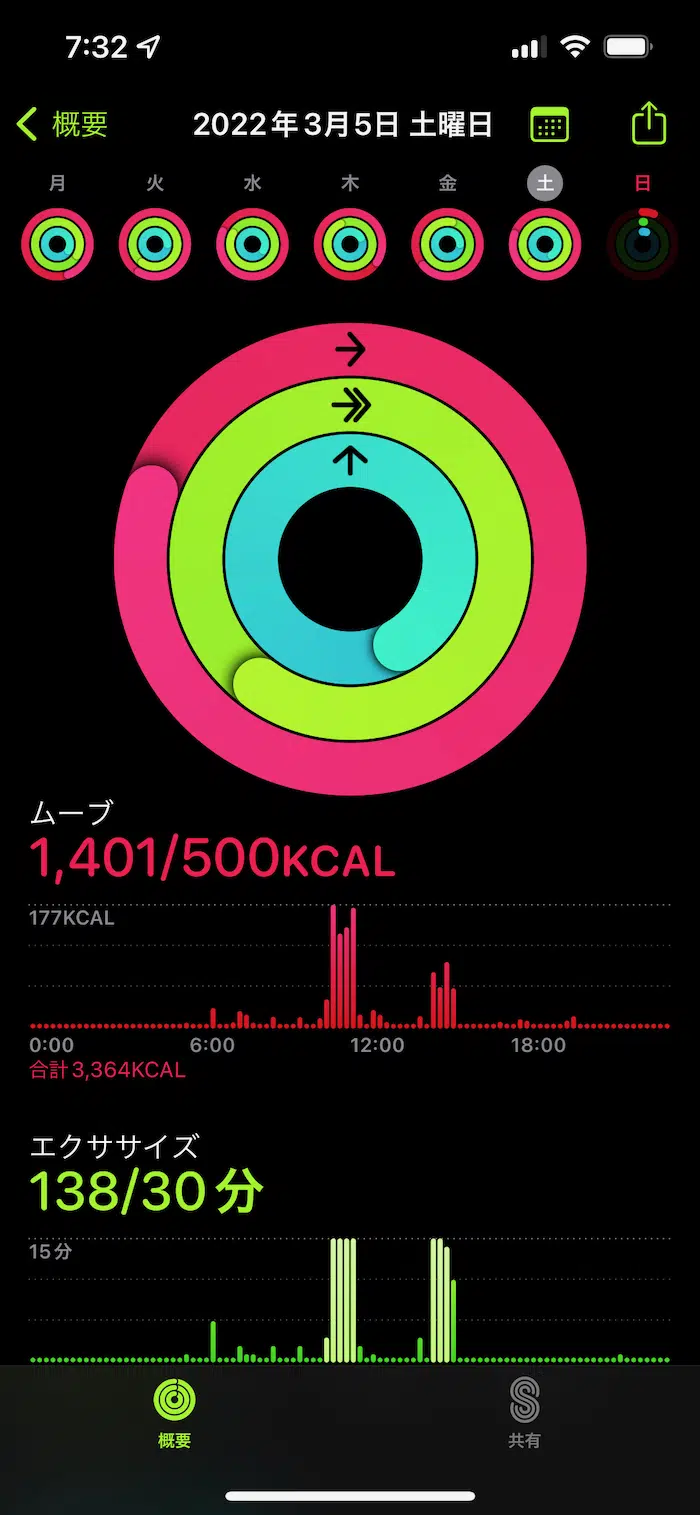 7:32
概要 2022年3月5日 土曜日
月 火 水 木 金 土 日
ムーブ
1,401/500KCAL
177KCAL
0:00 6:00 12:00 18:00
合計3,364KCAL
エクササイズ
138/30分
15分
概要 共有